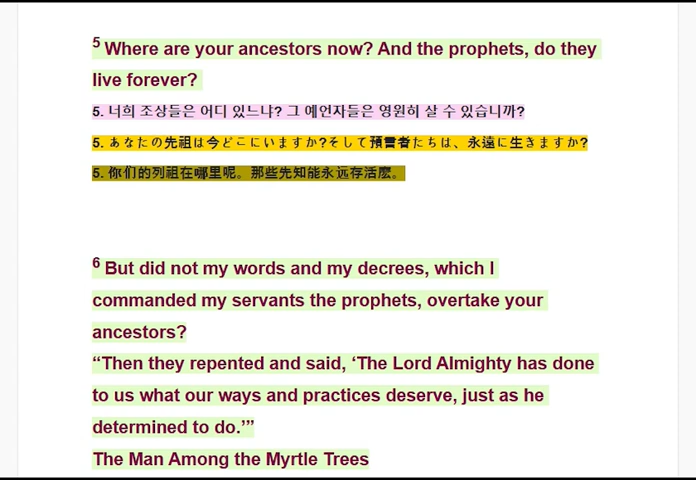 5 Where are your ancestors now? And the prophets, do they
live forever?
5. 너희 조상들은 어디 있느냐? 그 예언자들은 영원히 살 수 있습니까?
5. あなたの先祖は今どこにいますか?そして預言者たちは、永遠に生きますか?
5. 你们的列祖在哪里呢。那些先知能永远存活麽。
6 But did not my words and my decrees, which I
commanded my servants the prophets, overtake your
ancestors?
“Then they repented and said, ‘The Lord Almighty has done
to us what our ways and practices deserve, just as he
determined to do.’”
The Man Among the Myrtle Trees